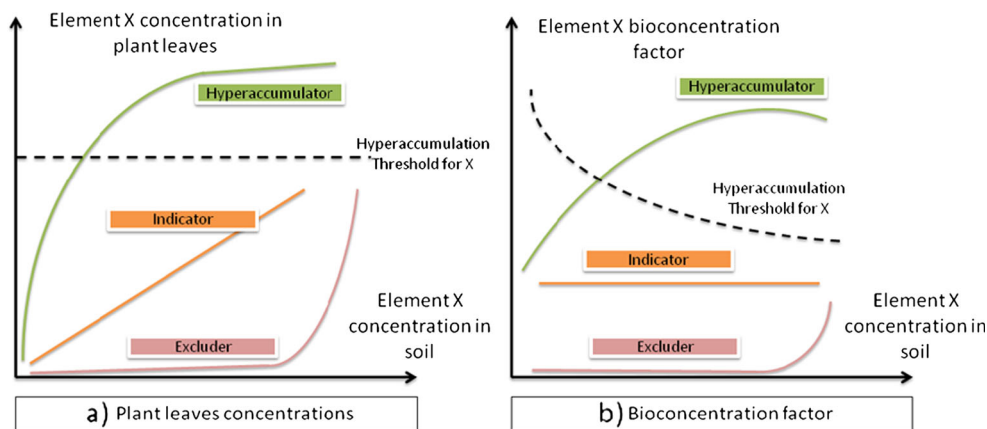 Element X concentration in
plant leaves
Hyperaccumulator
Hyperaccumulation
Threshold for X
Indicator
Excluder
Element X
concentration in
soil
a) Plant leaves concentrations
Element X bioconcentration
factor
Hyperaccumulator
Hyperaccumulation
Threshold for X
Indicator
Excluder
Element X
concentration in
soil
b) Bioconcentration factor